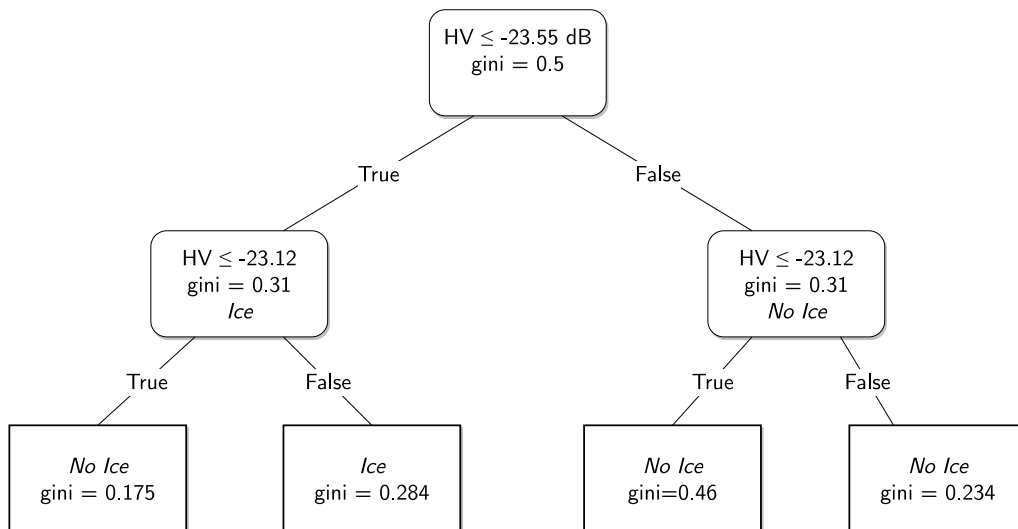 HV ≤ -23.55 dB
gini = 0.5
True
False
HV ≤ -23.12
gini = 0.31
Ice
HV ≤ -23.12
gini = 0.31
No Ice
True
False
True
False
No Ice
gini = 0.175
Ice
gini = 0.284
No Ice
gini=0.46
No Ice
gini = 0.234